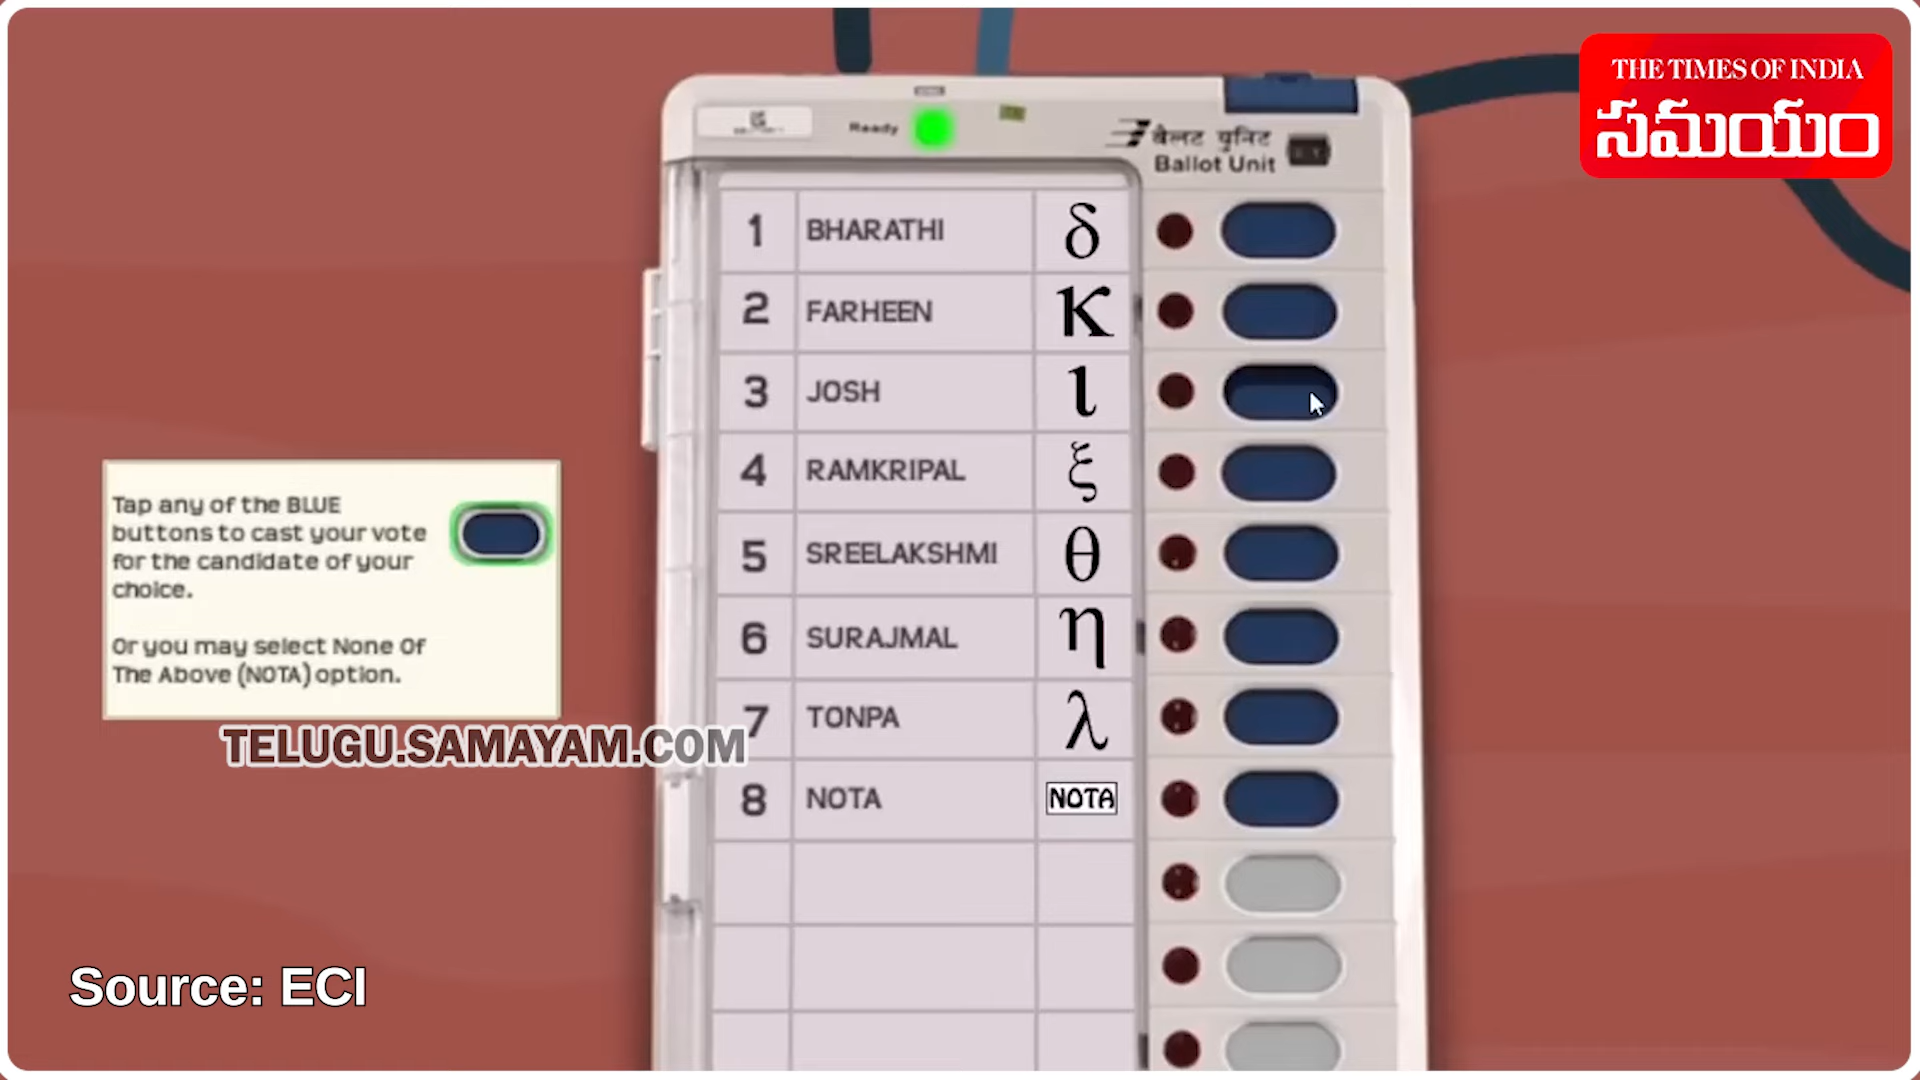 THE TIMES OF INDIA
సమయం
Ready
बैलट युनिट
Ballot Unit
1 BHARATHI δ
2 FARHEEN κ
3 JOSH ι
4 RAMKRIPAL ξ
5 SREELAKSHMI θ
6 SURAJMAL η
7 TONPA λ
8 NOTA NOTA
Tap any of the BLUE
buttons to cast your vote
for the candidate of your
choice.
Or you may select None Of
The Above (NOTA) option.
TELUGU.SAMAYAM.COM
Source: ECI